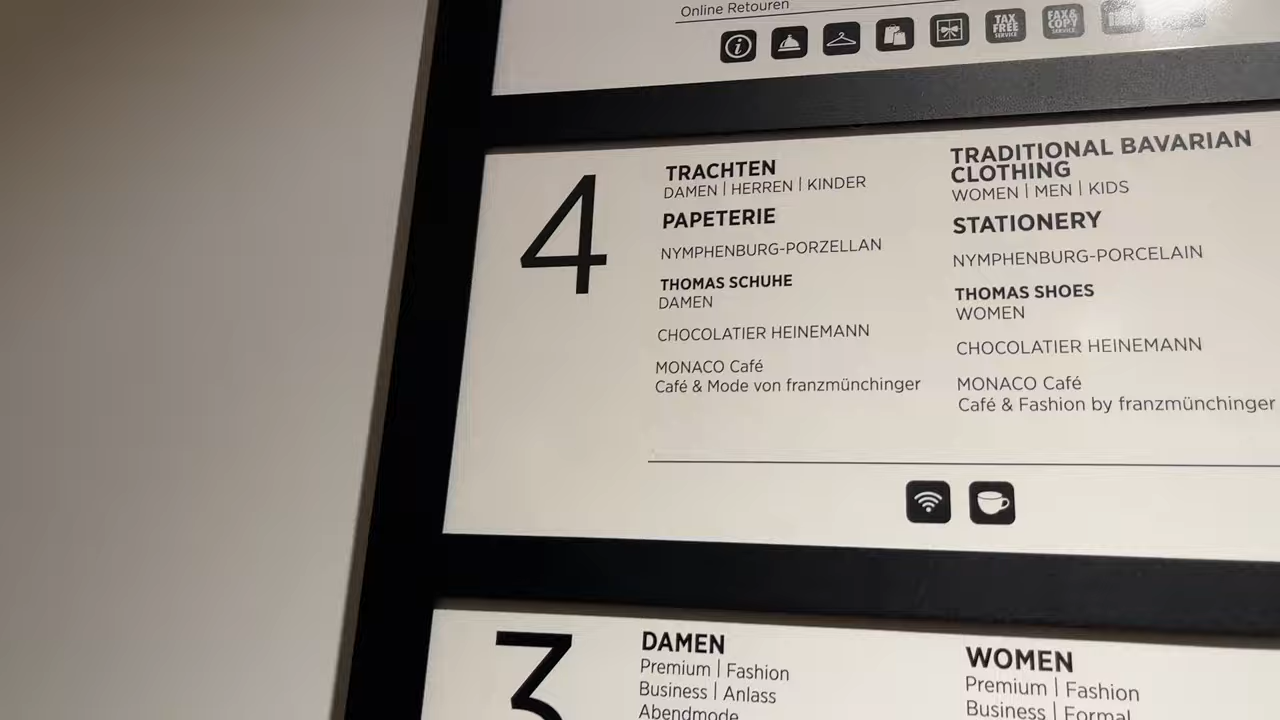 Online Retouren
TAX
FREE
SERVICE
FAX&
COPY
SERVICE
4
TRACHTEN
DAMEN | HERREN | KINDER
PAPETERIE
NYMPHENBURG-PORZELLAN
THOMAS SCHUHE
DAMEN
CHOCOLATIER HEINEMANN
MONACO Café
Café & Mode von franzmünchinger
TRADITIONAL BAVARIAN
CLOTHING
WOMEN | MEN | KIDS
STATIONERY
NYMPHENBURG-PORCELAIN
THOMAS SHOES
WOMEN
CHOCOLATIER HEINEMANN
MONACO Café
Café & Fashion by franzmünchinger
3
DAMEN
Premium | Fashion
Business | Anlass
Abendmode
WOMEN
Premium | Fashion
Business | Formal